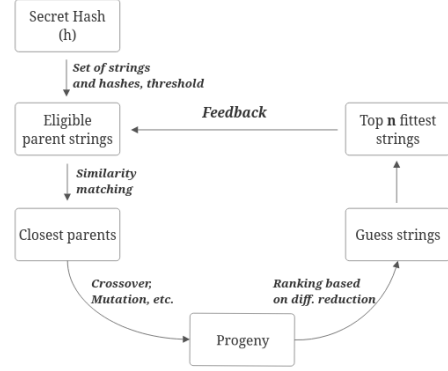 Secret Hash
(h)
Set of strings
and hashes, threshold
Eligible
parent strings
Feedback
Top n fittest
strings
Similarity
matching
Closest parents
Guess strings
Crossover,
Mutation, etc.
Ranking based
on diff. reduction
Progeny